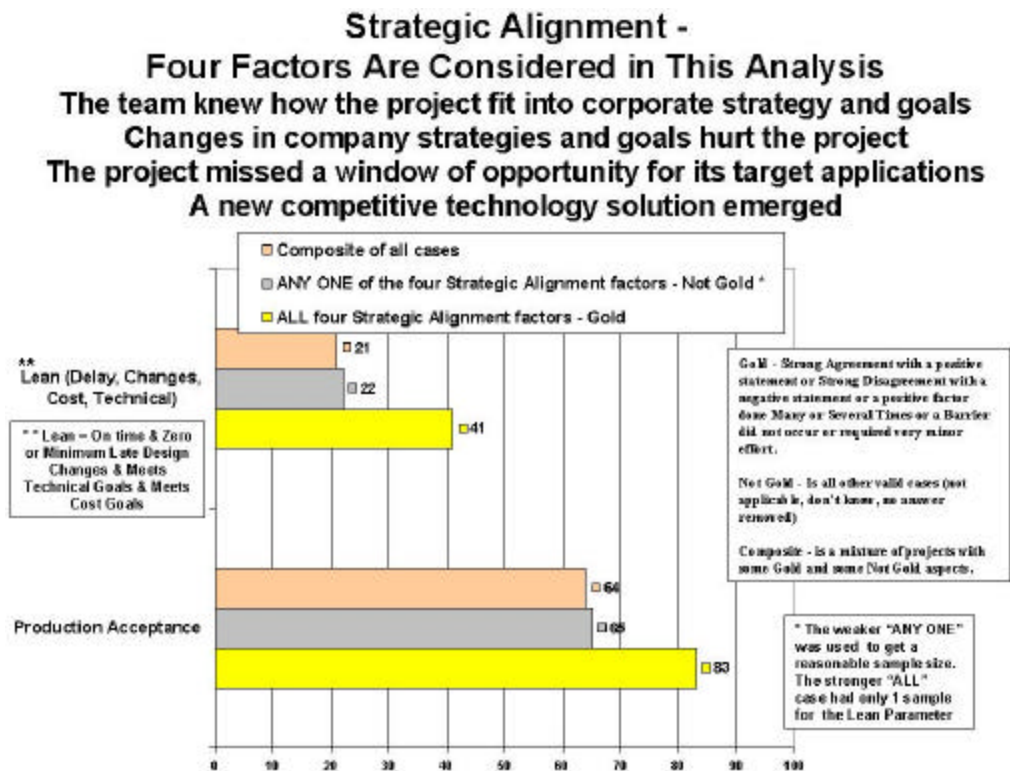 Strategic Alignment -
Four Factors Are Considered in This Analysis
The team knew how the project fit into corporate strategy and goals
Changes in company strategies and goals hurt the project
The project missed a window of opportunity for its target applications
A new competitive technology solution emerged
Composite of all cases
ANY ONE of the four Strategic Alignment factors - Not Gold *
ALL four Strategic Alignment factors - Gold
**
Lean (Delay, Changes,
Cost, Technical)
21
22
41
** Lean – On time & Zero
or Minimum Late Design
Changes & Meets
Technical Goals & Meets
Cost Goals
Gold - Strong Agreement with a positive
statement or Strong Disagreement with a
negative statement or a positive factor
done Many or Several Times or a Barrier
did not occur or required very minor
effort.
Not Gold - Is all other valid cases (not
applicable, don't know, no answer
removed)
Composite - is a mixture of projects with
some Gold and some Not Gold aspects.
Production Acceptance
64
65
83
* The weaker "ANY ONE"
was used to get a
reasonable sample size.
The stronger "ALL"
case had only 1 sample
for the Lean Parameter
0 10 20 30 40 50 60 70 80 90 100